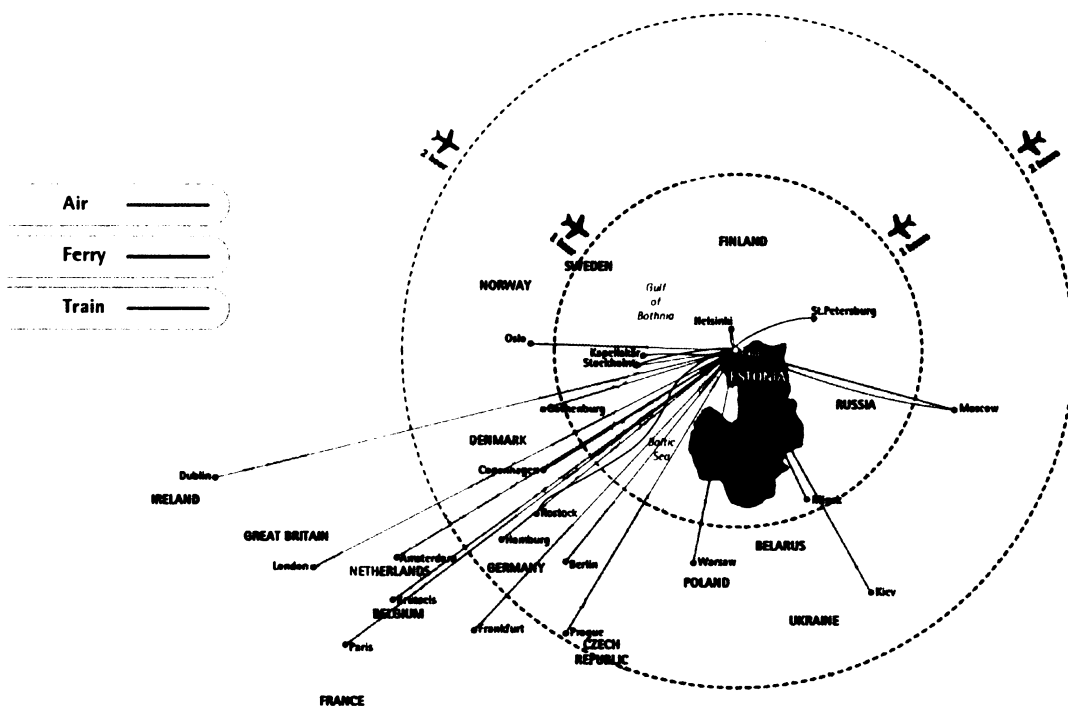 Air
Ferry
Train
FINLAND
SWEDEN
NORWAY
Gulf
of
Bothnia
Helsinki
St.Petersburg
Oslo
Kapellskär
Stockholm
ESTONIA
RUSSIA
Moscow
Gothenburg
DENMARK
Baltic
Sea
Copenhagen
Dublin
IRELAND
Rostock
GREAT BRITAIN
Hamburg
BELARUS
London
Amsterdam
NETHERLANDS
GERMANY
Berlin
Warsaw
POLAND
Kiev
Brussels
BELGIUM
UKRAINE
Frankfurt
Prague
CZECH
REPUBLIC
Paris
FRANCE